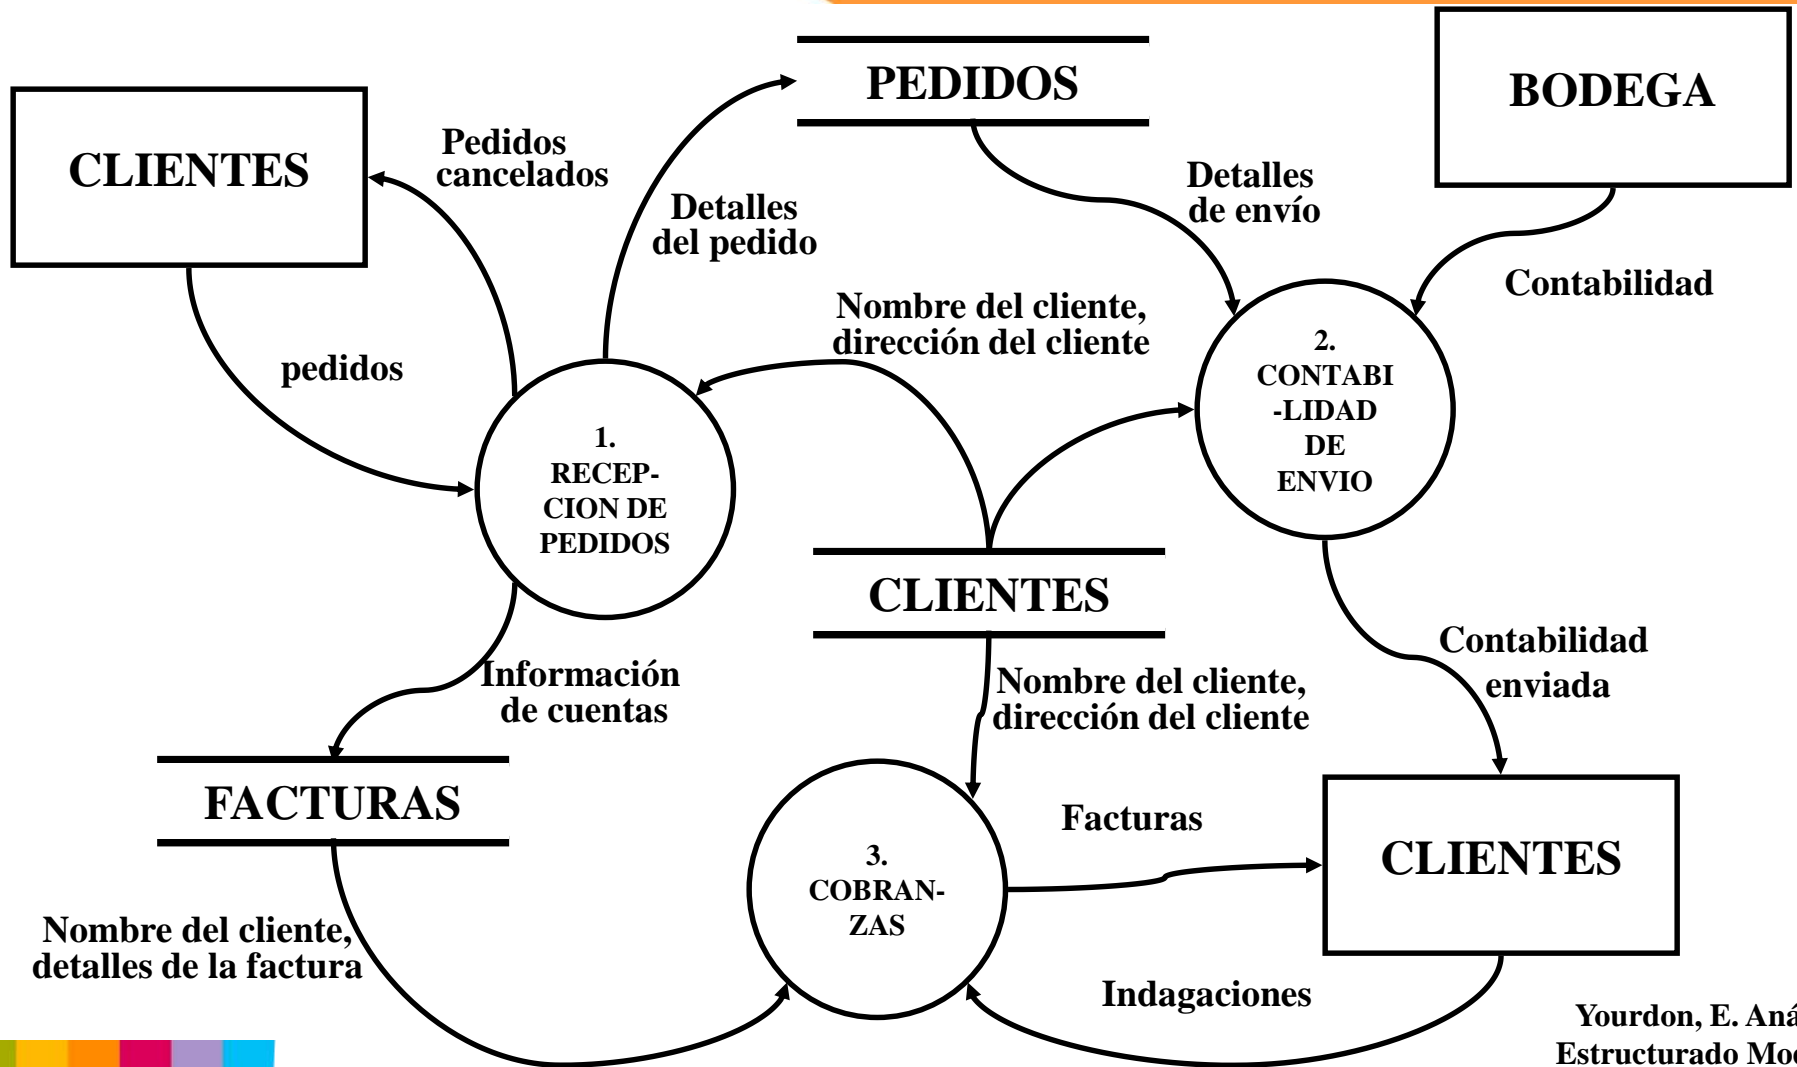 PEDIDOS
BODEGA
CLIENTES
Pedidos
cancelados
Detalles
del pedido
Detalles
de envío
Contabilidad
pedidos
Nombre del cliente,
dirección del cliente
1.
RECEP-
CION DE
PEDIDOS
2.
CONTABI
-LIDAD
DE
ENVIO
CLIENTES
Información
de cuentas
Nombre del cliente,
dirección del cliente
Contabilidad
enviada
FACTURAS
3.
COBRAN-
ZAS
Facturas
CLIENTES
Nombre del cliente,
detalles de la factura
Indagaciones
Yourdon, E. Aná
Estructurado Mod